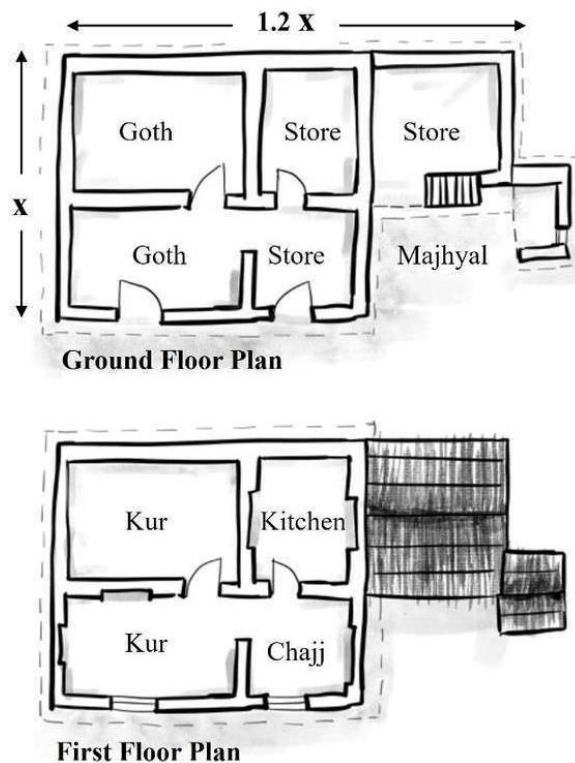 1.2 x
Goth Store Store
x
Goth Store Majhyal
Ground Floor Plan
Kur Kitchen
Kur Chajj
First Floor Plan